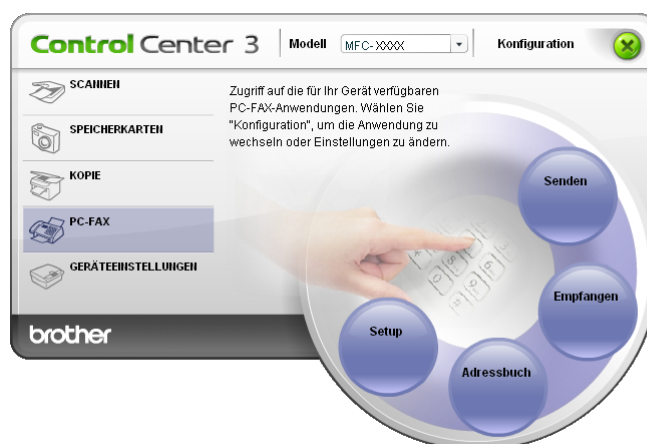 Control Center 3
Modell
MFC-XXXX
Konfiguration
SCANNEN
SPEICHERKARTEN
KOPIE
PC-FAX
GERÄTEEINSTELLUNGEN
Zugriff auf die für Ihr Gerät verfügbaren
PC-FAX-Anwendungen. Wählen Sie
"Konfiguration", um die Anwendung zu
wechseln oder Einstellungen zu ändern.
Senden
Empfangen
Adressbuch
Setup
brother